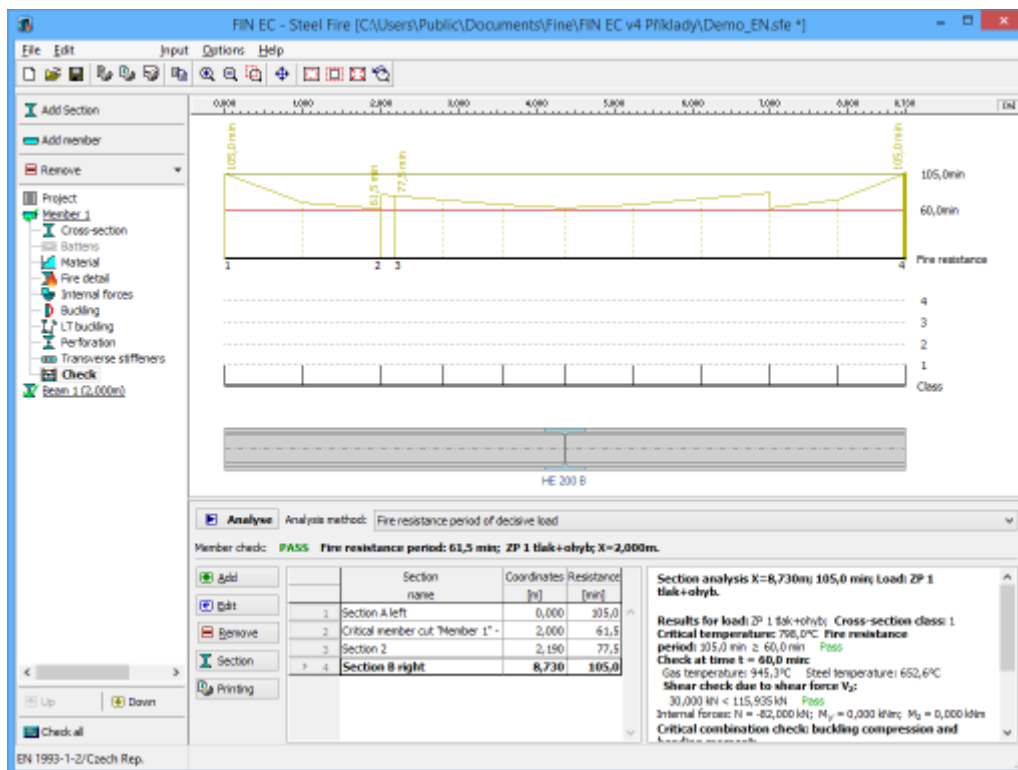 FIN EC - Steel Fire [C:\Users\Public\Documents\Fine\FIN EC v4 Příklady\Demo_EN.sfe *]
File Edit Input Options Help
Add Section
Add member
Remove
Project
Member 1
Cross-section
Battens
Material
Fire detail
Internal forces
Buckling
LT buckling
Perforation
Transverse stiffeners
Check
Beam 1 (2,000m)
Up Down
Check all
0,000 1,000 2,000 3,000 4,000 5,000 6,000 7,000 8,000 8,730 [m]
105,0 min 61,5 min 77,5 min 105,0 min
105,0min
60,0min
1 2 3 4 Fire resistance
4
3
2
1
Class
HE 200 B
Analyse Analysis method: Fire resistance period of decisive load
Member check: PASS Fire resistance period: 61,5 min; ZP 1 tlak+ohyb; X=2,000m.
Add
Edit
Remove
Section
Printing
Section Coordinates Resistance
name [m] [min]
1 Section A left 0,000 105,0
2 Critical member cut "Member 1" - 2,000 61,5
3 Section 2 2,190 77,5
4 Section B right 8,730 105,0
Section analysis X=8,730m; 105,0 min; Load: ZP 1
tlak+ohyb.
Results for load: ZP 1 tlak+ohyb; Cross-section class: 1
Critical temperature: 798,0°C Fire resistance
period: 105,0 min ≥ 60,0 min Pass
Check at time t = 60,0 min:
Gas temperature: 945,3°C Steel temperature: 652,6°C
Shear check due to shear force Vz:
30,000 kN < 115,935 kN Pass
Internal forces: N = -82,000 kN; My = 0,000 kNm; Mz = 0,000 kNm
Critical combination check: buckling compression and
bending moment:
EN 1993-1-2/Czech Rep.